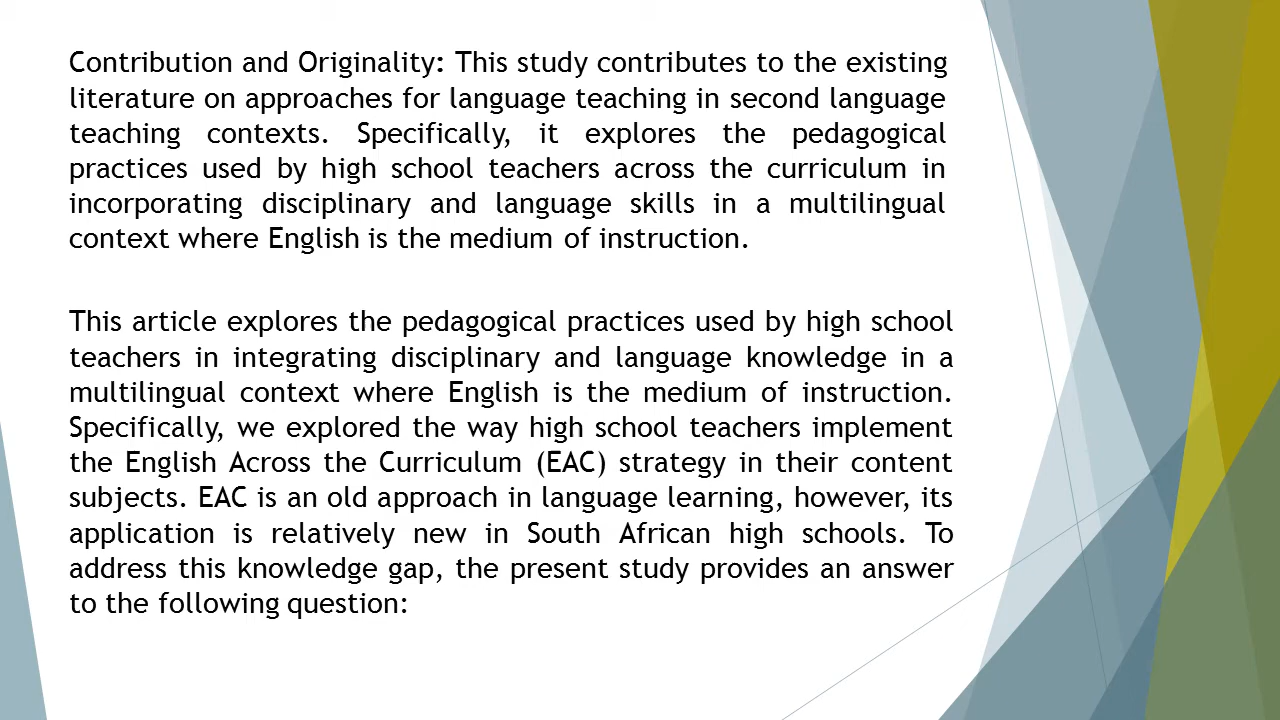 Contribution and Originality: This study contributes to the existing
literature on approaches for language teaching in second language
teaching contexts. Specifically, it explores the pedagogical
practices used by high school teachers across the curriculum in
incorporating disciplinary and language skills in a multilingual
context where English is the medium of instruction.
This article explores the pedagogical practices used by high school
teachers in integrating disciplinary and language knowledge in a
multilingual context where English is the medium of instruction.
Specifically, we explored the way high school teachers implement
the English Across the Curriculum (EAC) strategy in their content
subjects. EAC is an old approach in language learning, however, its
application is relatively new in South African high schools. To
address this knowledge gap, the present study provides an answer
to the following question: